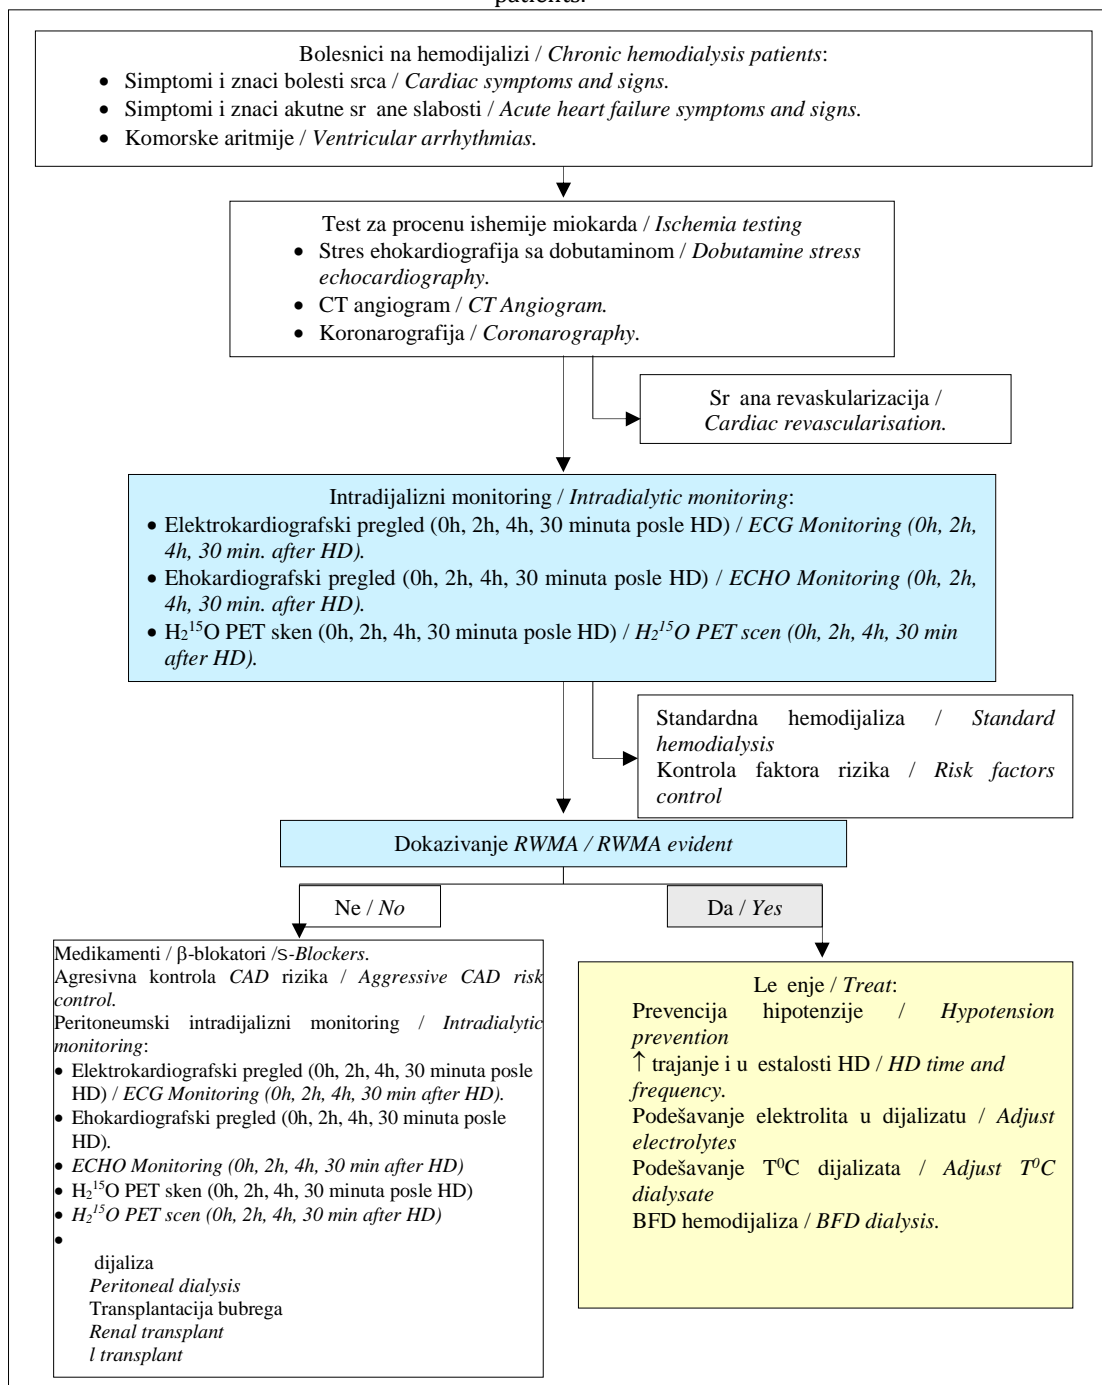 patients.
Bolesnici na hemodijalizi / Chronic hemodialysis patients:
• Simptomi i znaci bolesti srca / Cardiac symptoms and signs.
• Simptomi i znaci akutne sr ane slabosti / Acute heart failure symptoms and signs.
• Komorske aritmije / Ventricular arrhythmias.
Test za procenu ishemije miokarda / Ischemia testing
• Stres ehokardiografija sa dobutaminom / Dobutamine stress
echocardiography.
• CT angiogram / CT Angiogram.
• Koronarografija / Coronarography.
Sr ana revaskularizacija /
Cardiac revascularisation.
Intradijalizni monitoring / Intradialytic monitoring:
• Elektrokardiografski pregled (0h, 2h, 4h, 30 minuta posle HD) / ECG Monitoring (0h, 2h,
4h, 30 min. after HD).
• Ehokardiografski pregled (0h, 2h, 4h, 30 minuta posle HD) / ECHO Monitoring (0h, 2h,
4h, 30 min. after HD).
• H₂¹⁵O PET sken (0h, 2h, 4h, 30 minuta posle HD) / H₂¹⁵O PET scen (0h, 2h, 4h, 30 min
after HD).
Standardna hemodijaliza / Standard
hemodialysis
Kontrola faktora rizika / Risk factors
control
Dokazivanje RWMA / RWMA evident
Ne / No
Da / Yes
Medikamenti / β-blokatori /s-Blockers.
Agresivna kontrola CAD rizika / Aggressive CAD risk
control.
Peritoneumski intradijalizni monitoring / Intradialytic
monitoring:
• Elektrokardiografski pregled (0h, 2h, 4h, 30 minuta posle
HD) / ECG Monitoring (0h, 2h, 4h, 30 min after HD).
• Ehokardiografski pregled (0h, 2h, 4h, 30 minuta posle
HD).
• ECHO Monitoring (0h, 2h, 4h, 30 min after HD)
• H₂¹⁵O PET sken (0h, 2h, 4h, 30 minuta posle HD)
• H₂¹⁵O PET scen (0h, 2h, 4h, 30 min after HD)
•
dijaliza
Peritoneal dialysis
Transplantacija bubrega
Renal transplant
l transplant
Le enje / Treat:
Prevencija hipotenzije / Hypotension
prevention
↑ trajanje i u estalosti HD / HD time and
frequency.
Podešavanje elektrolita u dijalizatu / Adjust
electrolytes
Podešavanje T⁰C dijalizata / Adjust T⁰C
dialysate
BFD hemodijaliza / BFD dialysis.